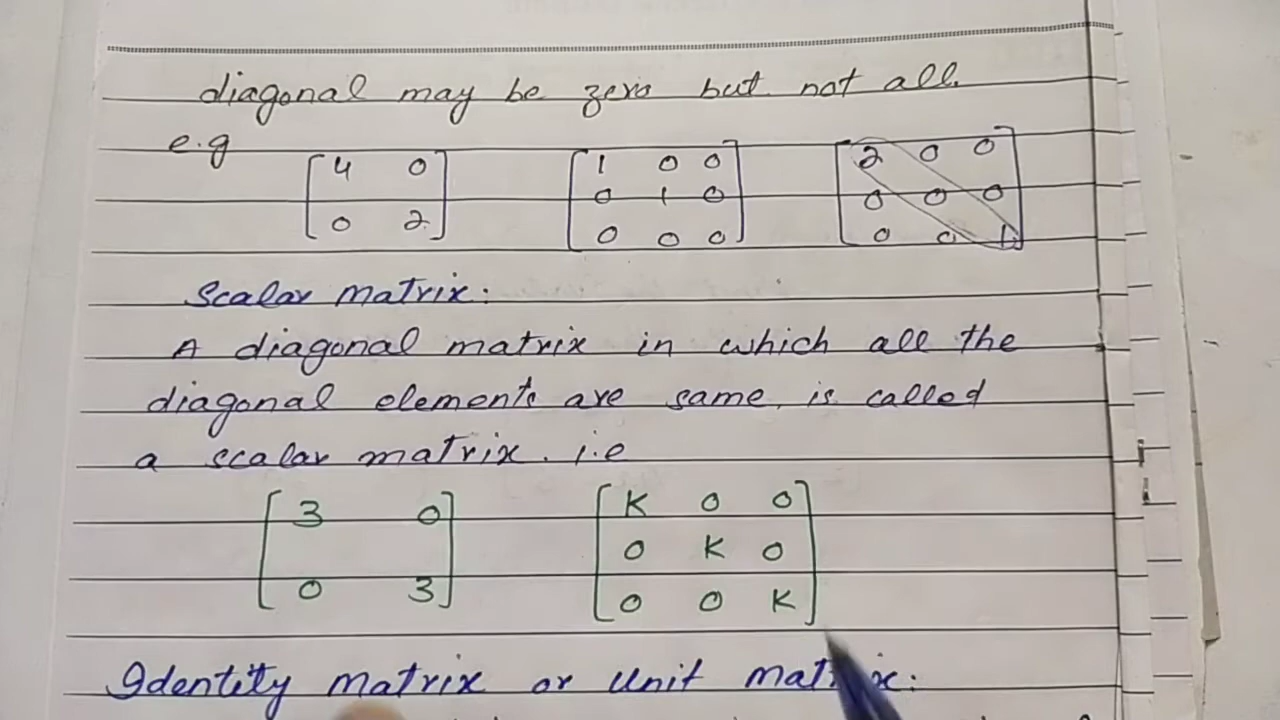 diagonal may be zero but not all.
e.g
4 0
0 2
1 0 0
0 1 0
0 0 0
2 0 0
0 0 0
0 0 1
Scalar matrix:
A diagonal matrix in which all the
diagonal elements are same, is called
a scalar matrix. i.e
3 0
0 3
K 0 0
0 K 0
0 0 K
Identity matrix or Unit matrix: